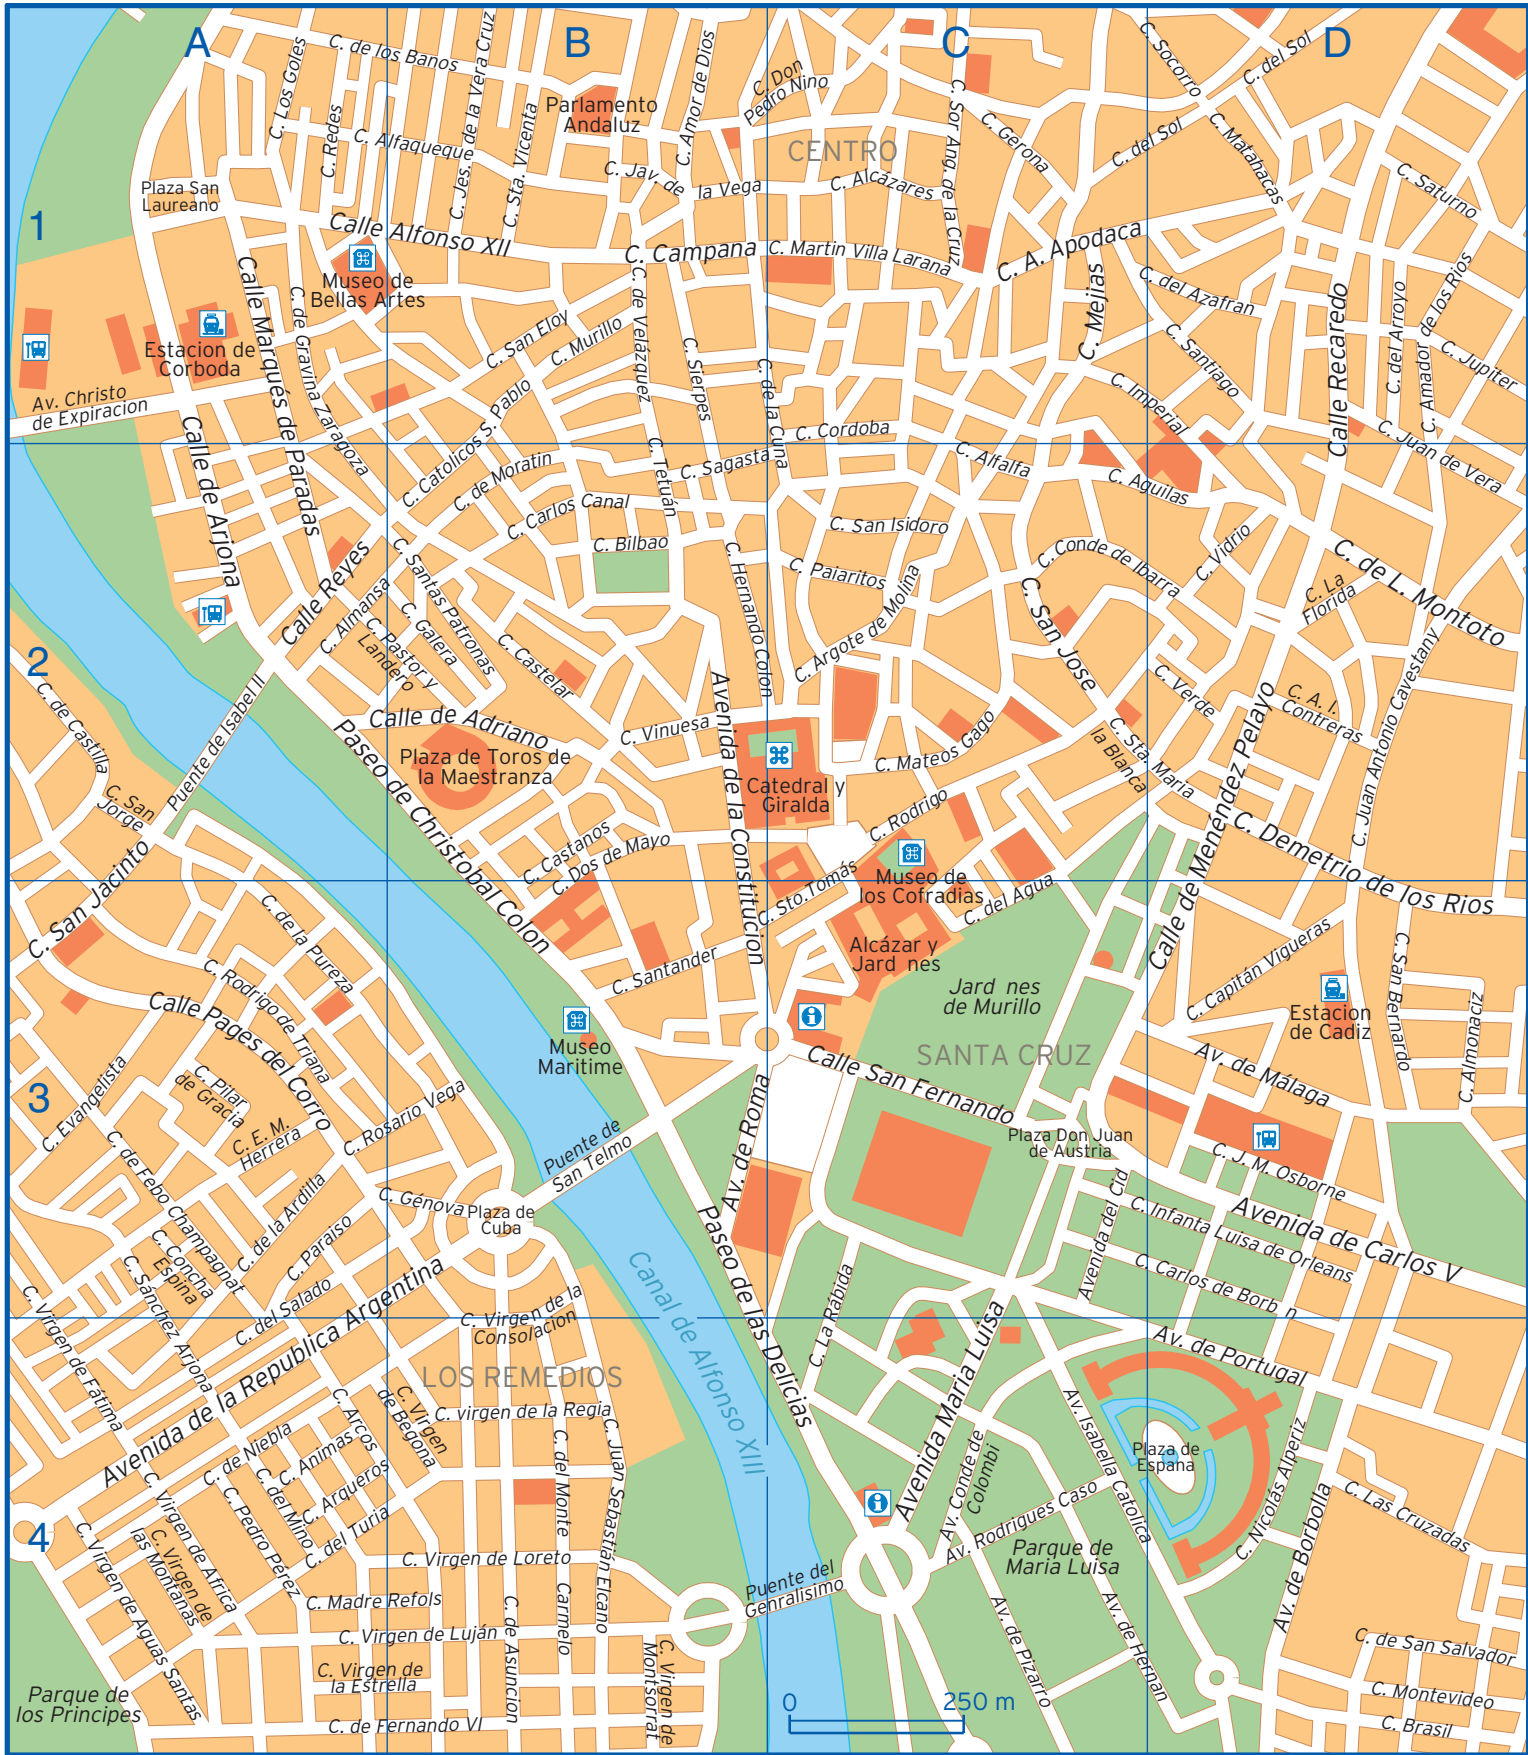 A
B
C
D
1
2
3
4
C. de los Banos
C. Los Goles
C. Redes
C. Alfaqueque
C. Jes. de la Vera Cruz
C. Sta. Vicenta
Parlamento
Andaluz
C. Amor de Dios
C. Don
Pedro Nino
CENTRO
C. Jav. de la Vega
C. Alcázares
C. Sor Ang. de la Cruz
C. Gerona
C. Socorro
C. del Sol
C. del Sol
C. Matahacas
C. Saturno
Plaza San
Laureano
Calle Alfonso XII
C. Campana
C. Martin Villa Larana
C. A. Apodaca
Museo de
Bellas Artes
Calle Marqués de Paradas
C. de Gravina Zaragoza
Estacion de
Corboda
Av. Christo
de Expiracion
C. San Eloy
C. Murillo
C. de Velázquez
C. Sierpes
C. de la Cuna
C. Mejias
C. del Azafran
C. Santiago
C. Imperial
Calle Recaredo
C. del Arroyo
C. Amador de los Rios
C. Jupiter
C. Juan de Vera
C. Catolicos S. Pablo
C. de Moratin
C. Tetuán
C. Sagasta
C. Cordoba
C. Alfalfa
C. Aguilas
Calle de Arjona
C. Carlos Canal
C. Bilbao
C. San Isidoro
C. Paiaritos
C. Hernando Colon
C. Argote de Molina
C. Conde de Ibarra
C. Vidrio
C. de L. Montoto
C. La
Florida
Calle Reyes
C. Almansa
C. Santas Patronas
C. Galera
C. Pastor y
Landero
C. Castelar
C. San Jose
C. Verde
C. A. I.
Contreras
C. Juan Antonio Cavestany
C. de Castilla
Puente de Isabel II
Calle de Adriano
C. Vinuesa
Plaza de Toros de
la Maestranza
Avenida de la Constitucion
Catedral y
Giralda
C. Mateos Gago
C. Sta. Maria
la Blanca
Calle de Menéndez Pelayo
C. San
Jorge
C. San Jacinto
Paseo de Christobal Colon
C. Castanos
C. Dos de Mayo
C. Rodrigo
C. Demetrio de los Rios
Museo de
los Cofradias
C. Sto. Tomás
C. del Agua
C. de la Pureza
Alcázar y
Jard nes
C. Santander
Jard nes
de Murillo
C. Capitán Vigueras
C. San Bernardo
Estacion
de Cadiz
C. Almonaciz
C. Rodrigo de Triana
Calle Pages del Corro
Museo
Maritime
SANTA CRUZ
Calle San Fernando
Av. de Málaga
C. Evangelista
C. Pilar
de Gracia
C. E. M.
Herrera
C. Rosario Vega
Puente de
San Telmo
Av. de Roma
Plaza Don Juan
de Austria
C. J. M. Osborne
C. de Febo Champagnat
C. de la Ardilla
C. Génova
Plaza de
Cuba
Avenida del Cid
C. Infanta Luisa de Orleans
Avenida de Carlos V
C. Concha
Espina
C. Paraiso
C. Sánchez Arjona
C. del Salado
C. Virgen de Fátima
C. Virgen de la
Consolacion
Canal de Alfonso XIII
Paseo de las Delicias
C. La Rábida
C. Carlos de Borb n
Av. de Portugal
LOS REMEDIOS
Avenida de la Republica Argentina
Avenida Maria Luisa
C. Virgen
de Begona
C. virgen de la Regia
C. Arcos
C. Animas
C. de Niebla
C. Arqueros
C. del Mino
C. del Turia
C. Pedro Pérez
C. Virgen de Africa
C. Virgen de
las Montanas
C. Virgen de Aguas Santas
C. del Monte
Carmelo
C. Juan Sebastián Elcano
Av. Isabella Catolica
Plaza de
Espana
C. Nicolás Alperiz
Av. de Borbolla
C. Las Cruzadas
Av. Conde de
Colombi
Av. Rodrigues Caso
Parque de
Maria Luisa
C. Virgen de Loreto
C. Madre Refols
C. Virgen de Luján
C. Virgen de
la Estrella
C. de Fernando VI
C. de Asuncion
C. Virgen de
Montsorrat
Puente del
Genralisimo
Av. de Pizarro
Av. de Hernan
C. de San Salvador
C. Montevideo
C. Brasil
Parque de
los Principes
0 250 m